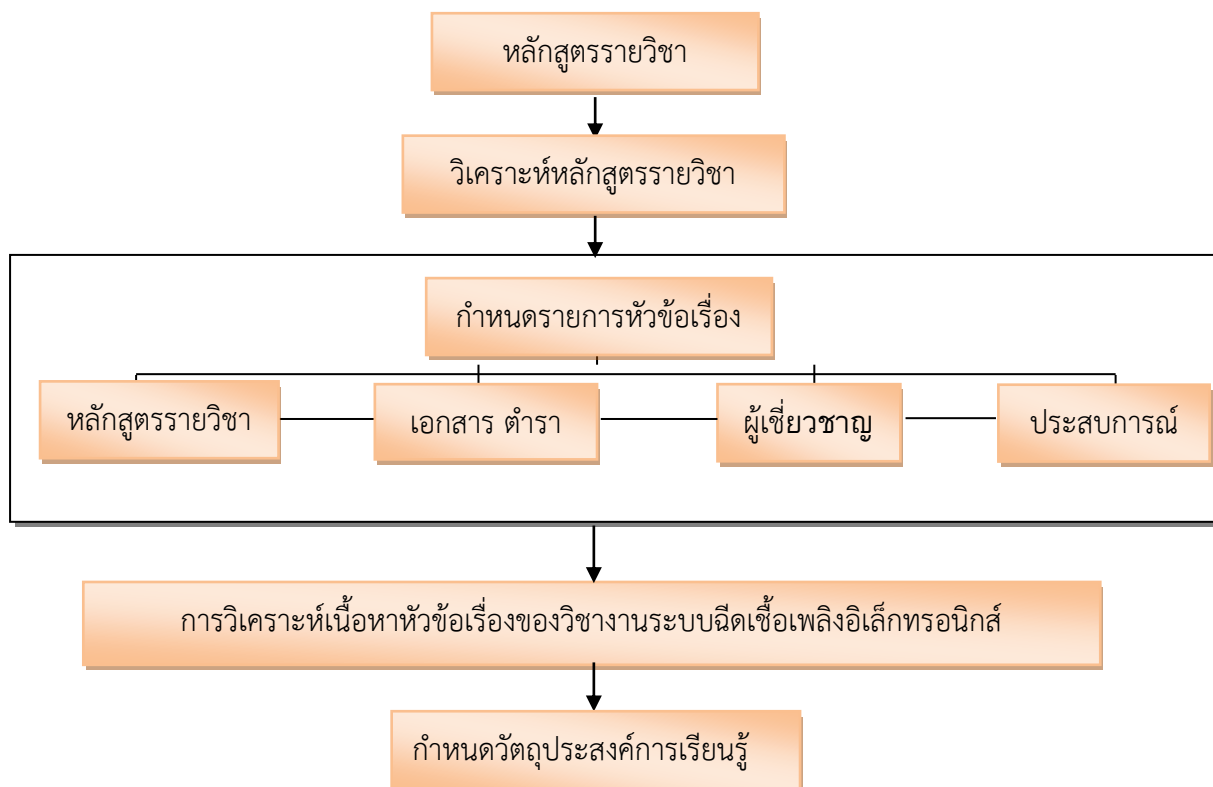 หลักสูตรรายวิชา
วิเคราะห์หลักสูตรรายวิชา
กำหนดรายการหัวข้อเรื่อง
หลักสูตรรายวิชา
เอกสาร ตำรา
ผู้เชี่ยวชาญ
ประสบการณ์
การวิเคราะห์เนื้อหาหัวข้อเรื่องของวิชางานระบบฉีดเชื้อเพลิงอิเล็กทรอนิกส์
กำหนดวัตถุประสงค์การเรียนรู้